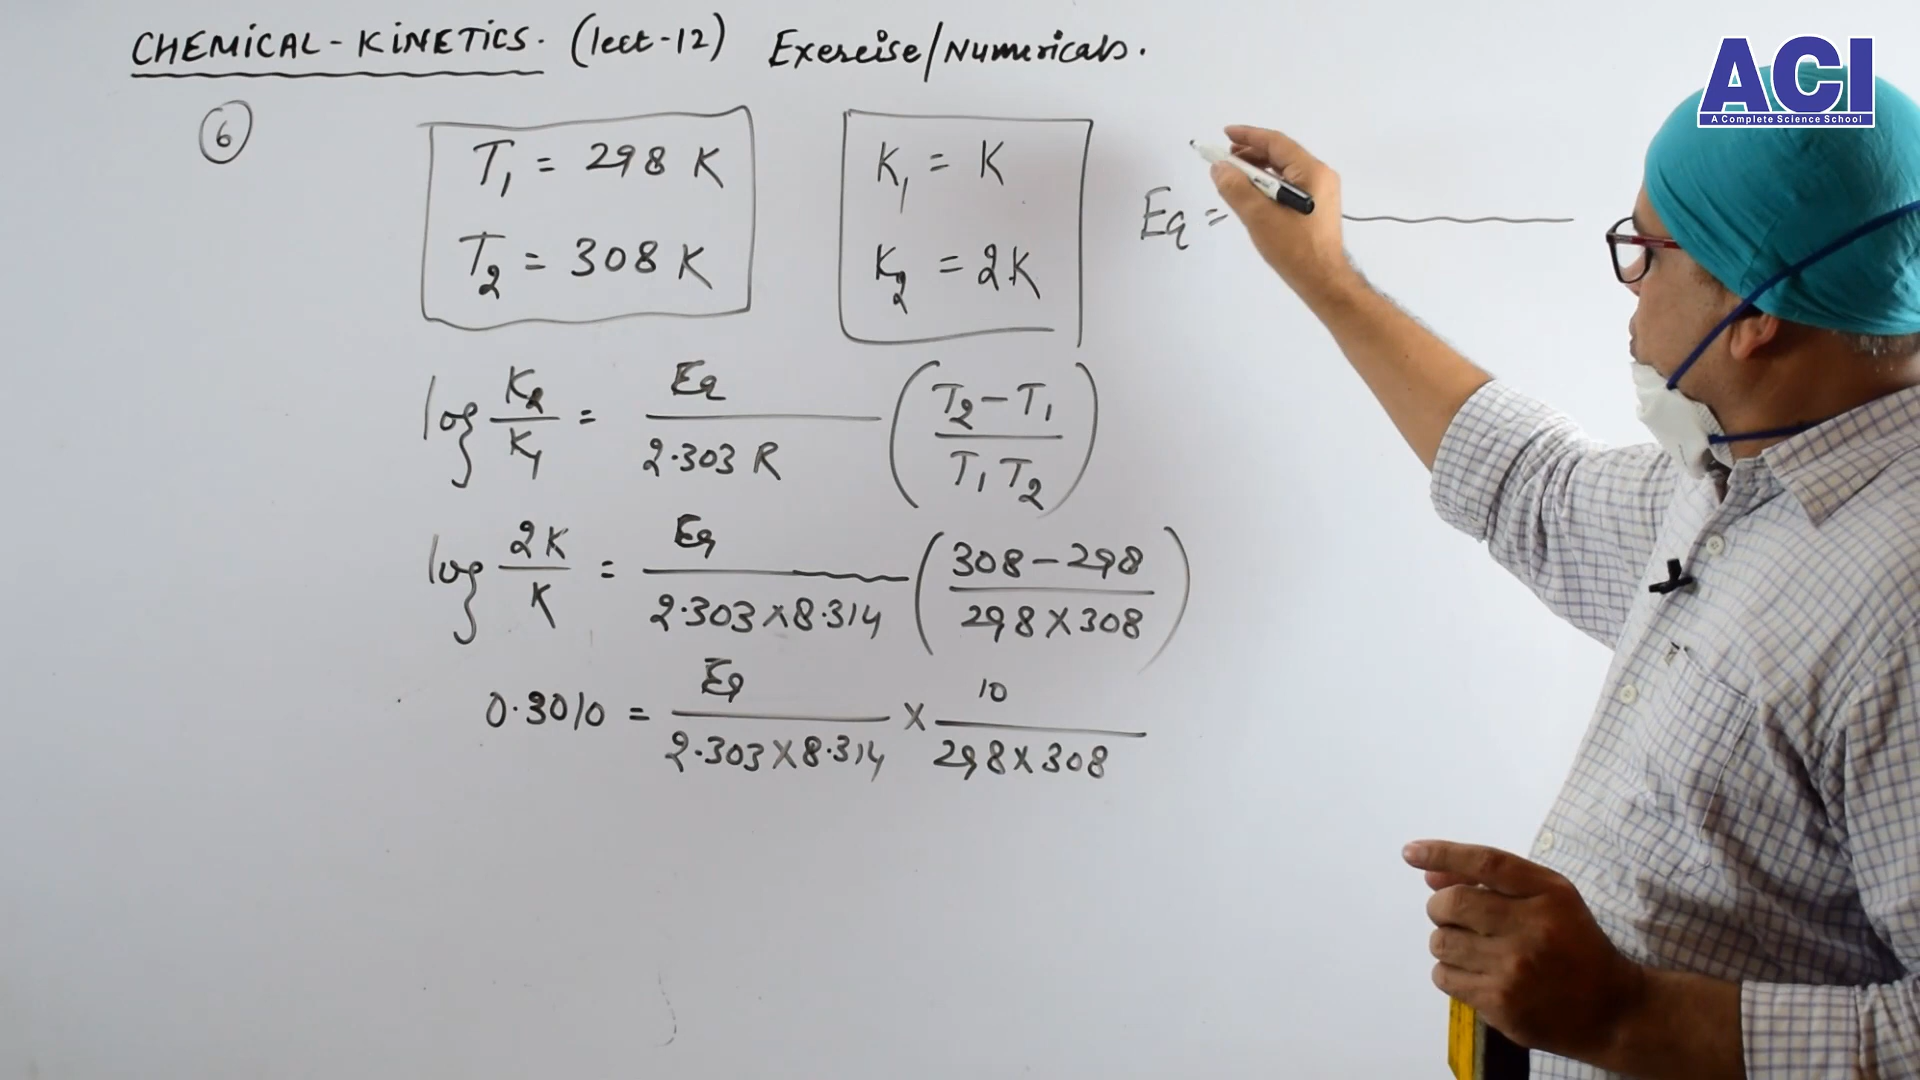 CHEMICAL-KINETICS. (lect-12) Exercise/Numericals.
ACI
A Complete Science School
6
T₁ = 298 K
T₂ = 308 K
K₁ = K
K₂ = 2K
Ea =
log K₂/K₁ = Ea/2.303 R (T₂-T₁/T₁T₂)
log 2K/K = Ea/2.303×8.314 (308-298/298×308)
0.3010 = Ea/2.303×8.314 × 10/298×308